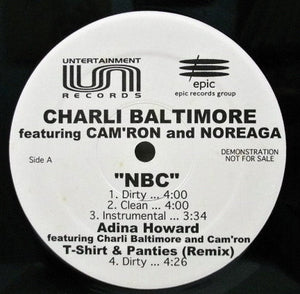 UNTERTAINMENT
UN
RECORDS
epic
epic records group
CHARLI BALTIMORE
featuring CAM'RON and NOREAGA
Side A
DEMONSTRATION
NOT FOR SALE
"NBC"
1. Dirty ... 4:00
2. Clean ... 4:00
3. Instrumental ... 3:34
Adina Howard
featuring Charli Baltimore and Cam'ron
T-Shirt & Panties (Remix)
4. Dirty ... 4:26